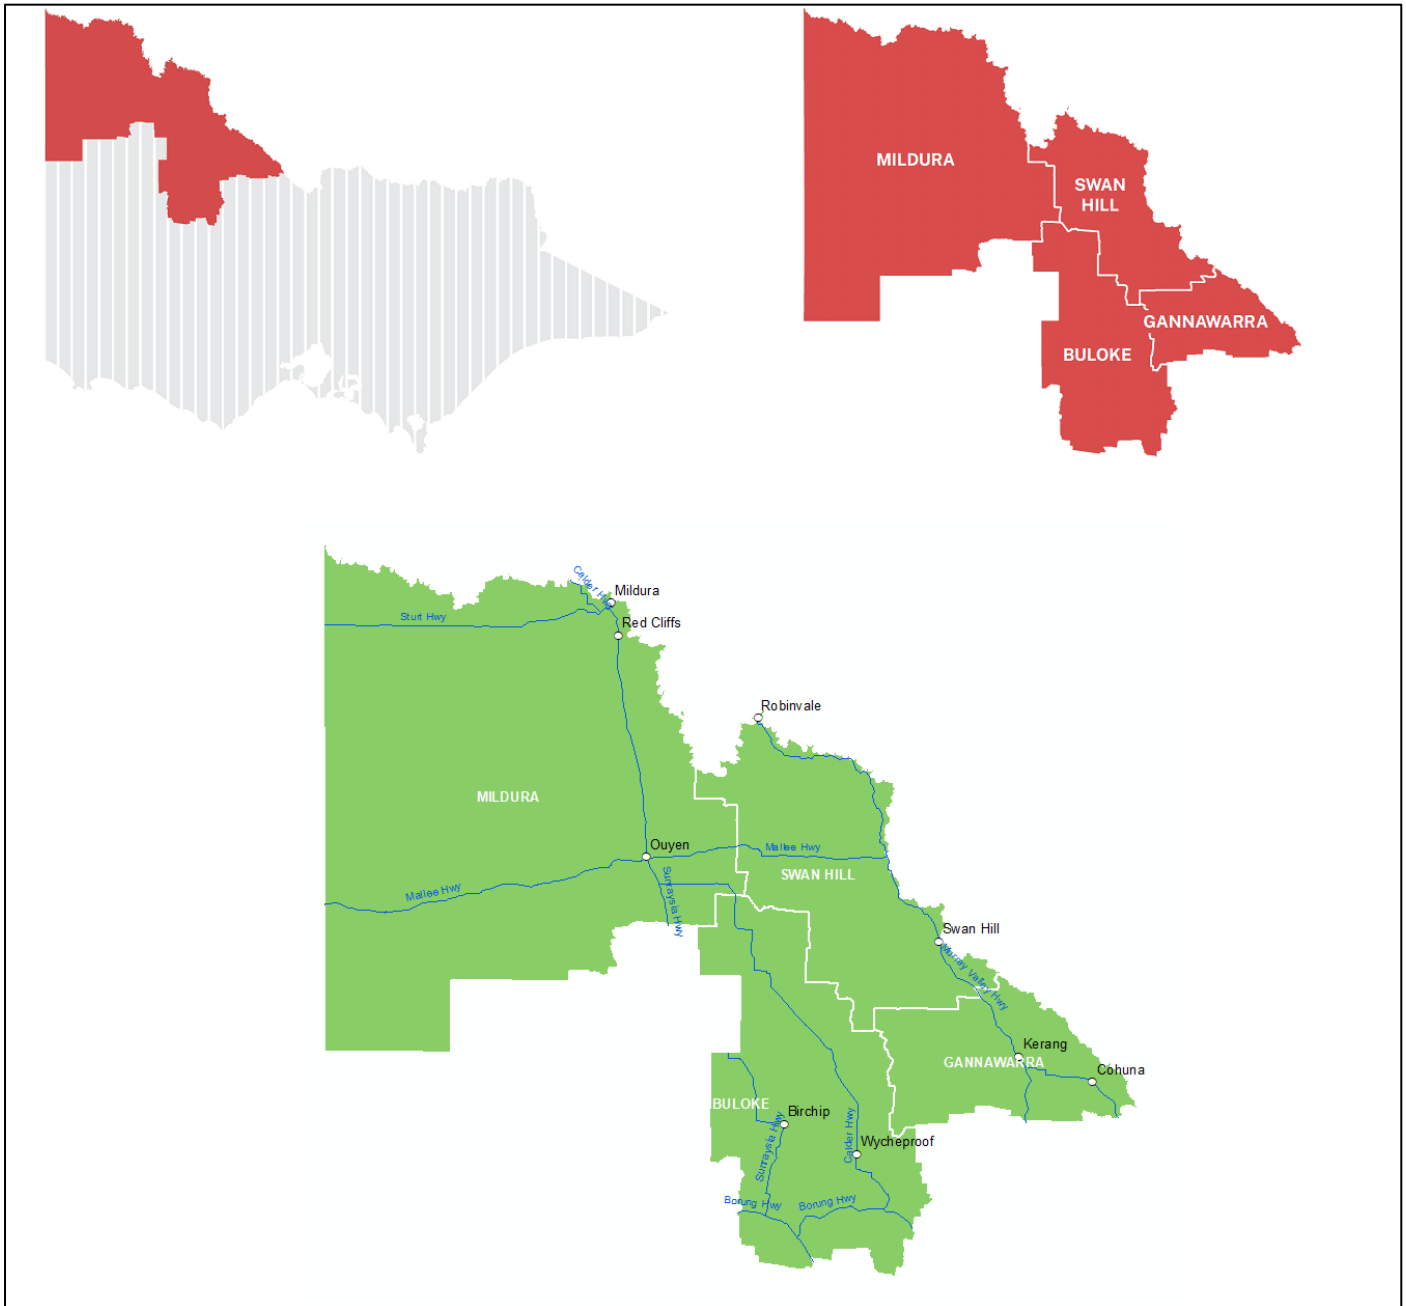 MILDURA
SWAN
HILL
GANNAWARRA
BULOKE
Calder Hwy
Mildura
Sturt Hwy
Red Cliffs
Robinvale
MILDURA
Ouyen
Mallee Hwy
SWAN HILL
Mallee Hwy
Sunraysia Hwy
Swan Hill
Murray Valley Hwy
Kerang
GANNAWARRA
Cohuna
BULOKE
Birchip
Calder Hwy
Wycheproof
Sunraysia Hwy
Borung Hwy
Borung Hwy